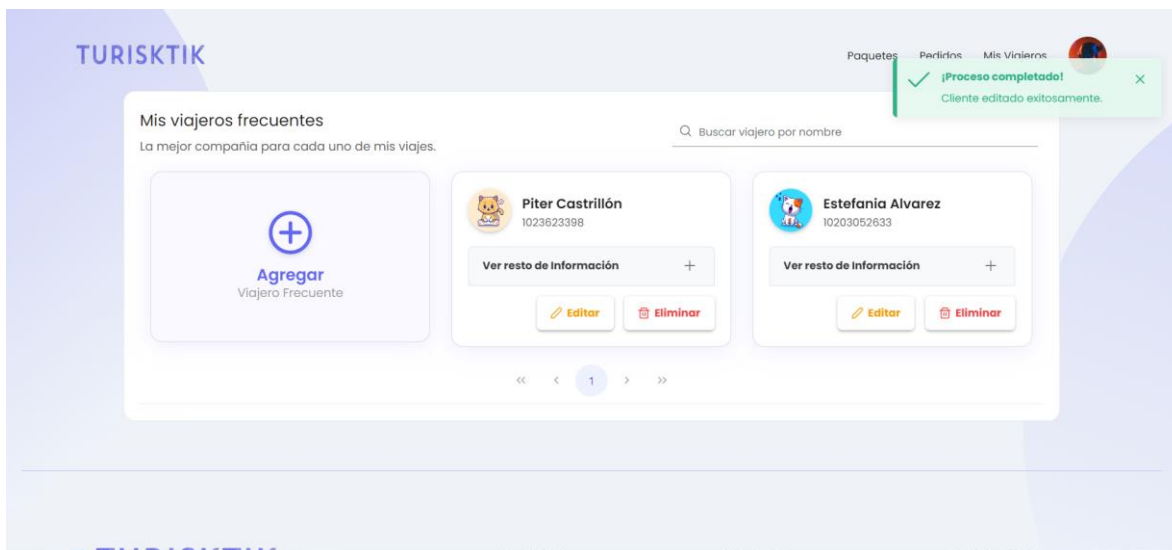 TURISKTIK
Paquetes Pedidos Mis Viajeros
¡Proceso completado!
Cliente editado exitosamente.
Mis viajeros frecuentes
La mejor compañia para cada uno de mis viajes.
Buscar viajero por nombre
Agregar
Viajero Frecuente
Piter Castrillón
1023623398
Ver resto de Información
Editar Eliminar
Estefania Alvarez
10203052633
Ver resto de Información
Editar Eliminar
1
TURISKTIK